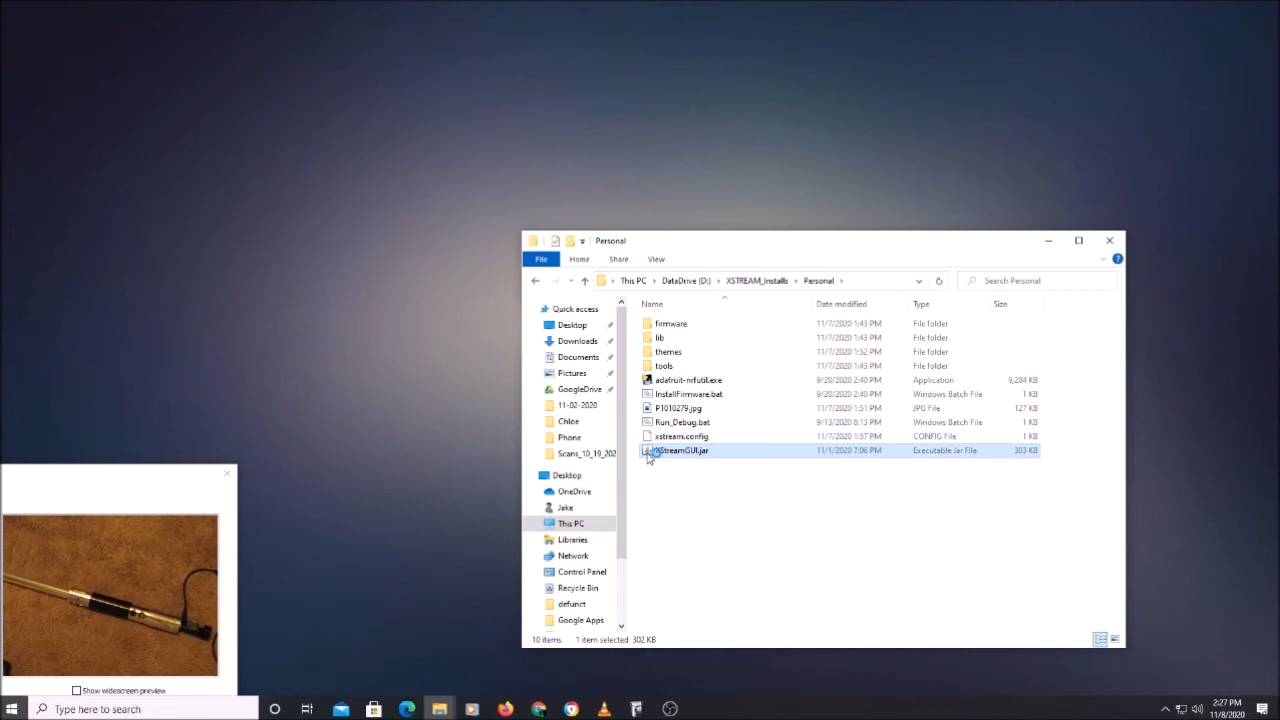 Personal
File Home Share View
This PC DataDrive (D:) XSTREAM_Installs Personal Search Personal
Name Date modified Type Size
Quick access
Desktop
Downloads
Documents
Pictures
GoogleDrive
11-02-2020
Chloe
Phone
Scans_10_19_202
Desktop
OneDrive
Jake
This PC
Libraries
Network
Control Panel
Recycle Bin
defunct
Google Apps
firmware 11/7/2020 1:43 PM File folder
lib 11/7/2020 1:43 PM File folder
themes 11/7/2020 1:52 PM File folder
tools 11/7/2020 1:43 PM File folder
adafruit-nrfutil.exe 9/20/2020 2:40 PM Application 9,284 KB
InstallFirmware.bat 9/20/2020 2:40 PM Windows Batch File 1 KB
P1010279.jpg 11/7/2020 1:51 PM JPG File 127 KB
Run_Debug.bat 9/13/2020 8:13 PM Windows Batch File 1 KB
xstream.config 11/7/2020 1:57 PM CONFIG File 1 KB
XStreamGUI.jar 11/1/2020 7:06 PM Executable Jar File 303 KB
10 items 1 item selected 302 KB
Show widescreen preview
Type here to search
2:27 PM
11/8/2020